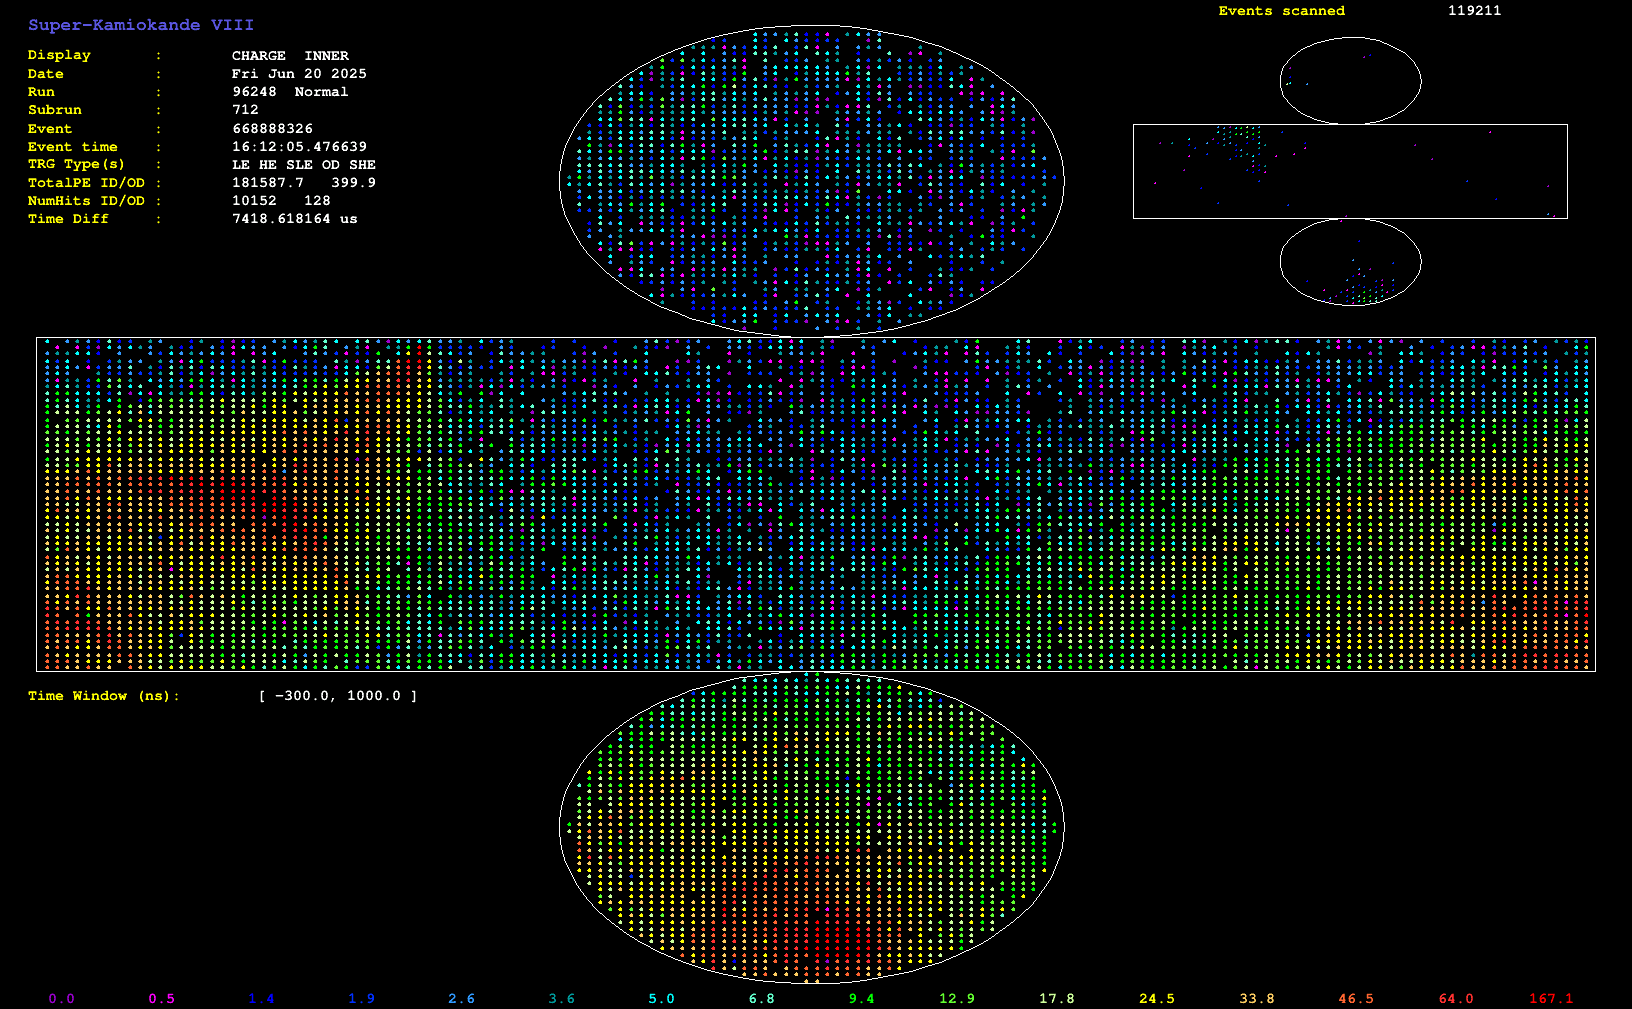 Super-Kamiokande VIII
Events scanned 119211
Display : CHARGE INNER
Date : Fri Jun 20 2025
Run : 96248 Normal
Subrun : 712
Event : 668888326
Event time : 16:12:05.476639
TRG Type(s) : LE HE SLE OD SHE
TotalPE ID/OD : 181587.7 399.9
NumHits ID/OD : 10152 128
Time Diff : 7418.618164 us
Time Window (ns): [ -300.0, 1000.0 ]
0.0 0.5 1.4 1.9 2.6 3.6 5.0 6.8 9.4 12.9 17.8 24.5 33.8 46.5 64.0 167.1